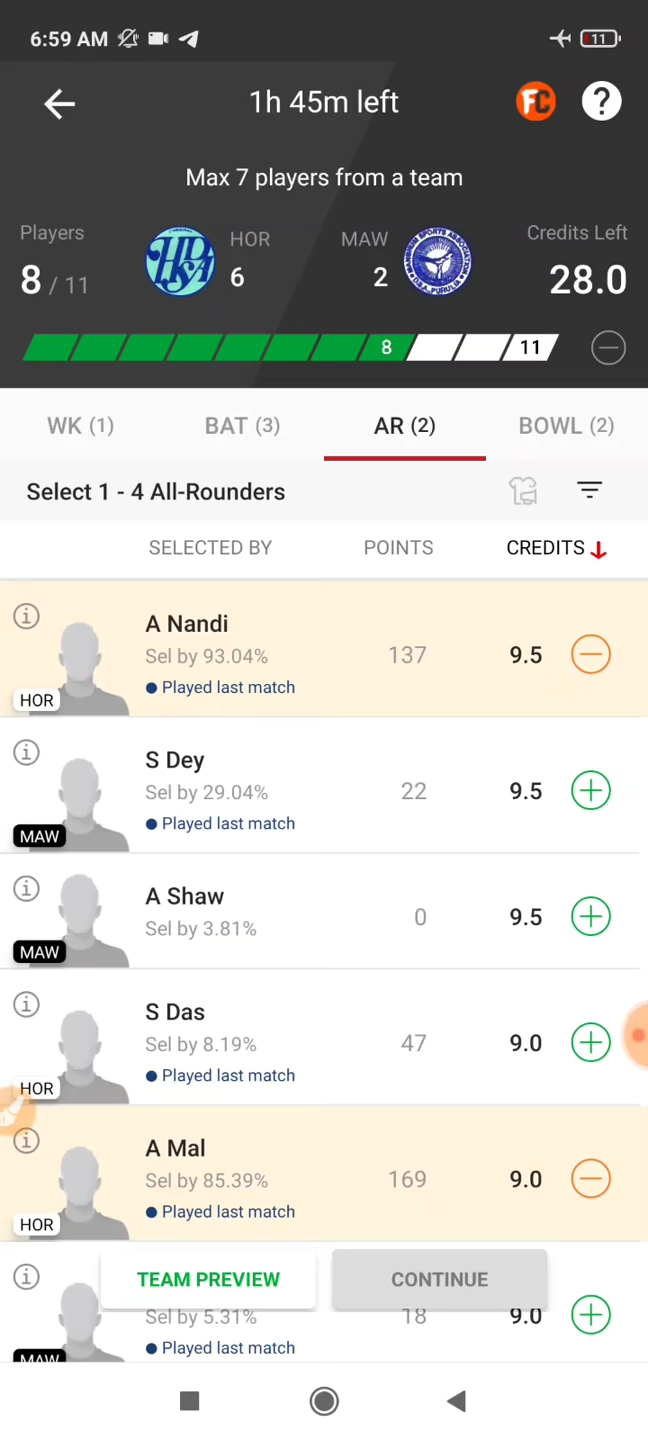 6:59 AM
11
1h 45m left
FC
?
Max 7 players from a team
Players
HOR
MAW
Credits Left
8 / 11
6
2
28.0
8
11
WK (1)
BAT (3)
AR (2)
BOWL (2)
Select 1 - 4 All-Rounders
SELECTED BY
POINTS
CREDITS
A Nandi
Sel by 93.04%
137
9.5
Played last match
HOR
S Dey
Sel by 29.04%
22
9.5
Played last match
MAW
A Shaw
Sel by 3.81%
0
9.5
MAW
S Das
Sel by 8.19%
47
9.0
Played last match
HOR
A Mal
Sel by 85.39%
169
9.0
Played last match
HOR
TEAM PREVIEW
CONTINUE
Sel by 5.31%
18
9.0
Played last match
MAW